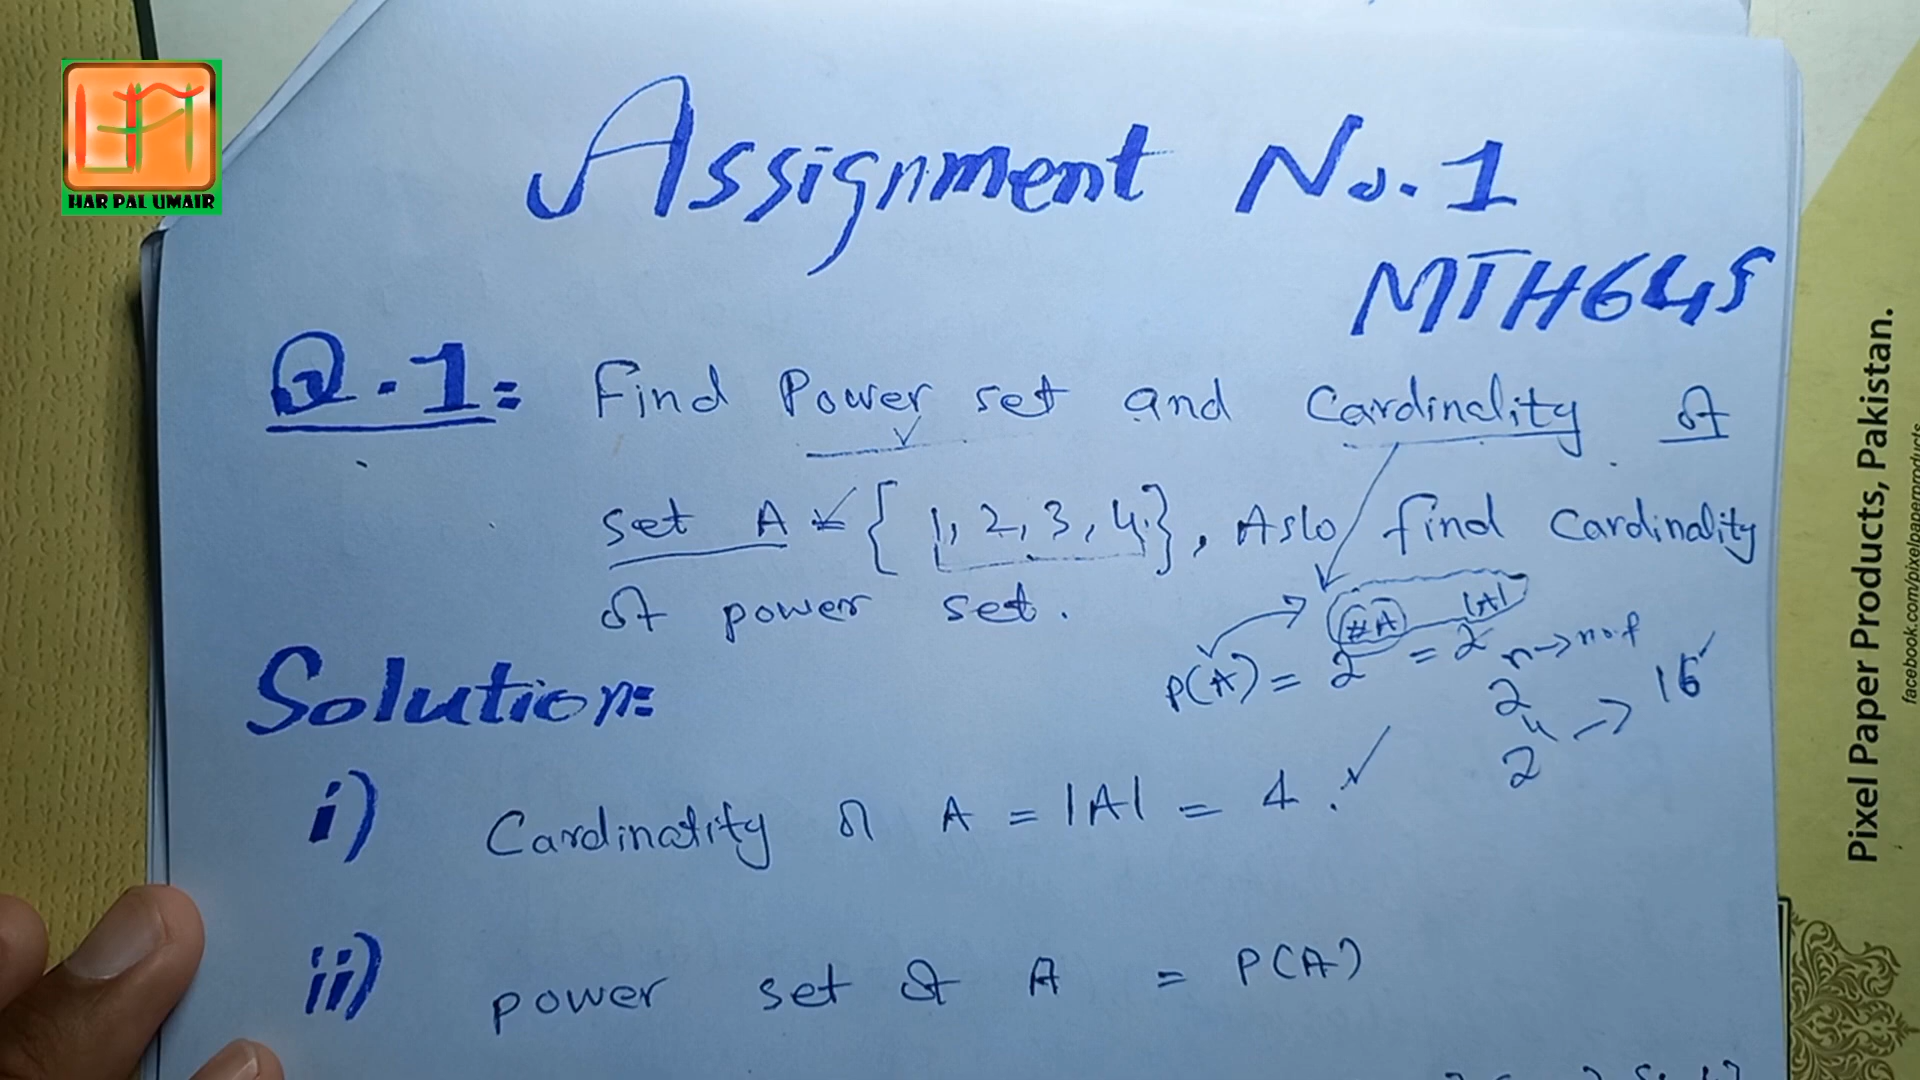 HAR PAL UMAIR
Assignment No.1
MTH645
Q.1: Find Power set and Cardinality of
set A = { 1, 2, 3, 4 }, Aslo find Cardinality
of power set.
#A |A|
P(A) = 2 = 2 n → no.f
2
2 4 → 16
Solution:
i) Cardinality of A = |A| = 4.
ii) power set of A = P(A)
Pixel Paper Products, Pakistan.
facebook.com/pixelpaperproducts